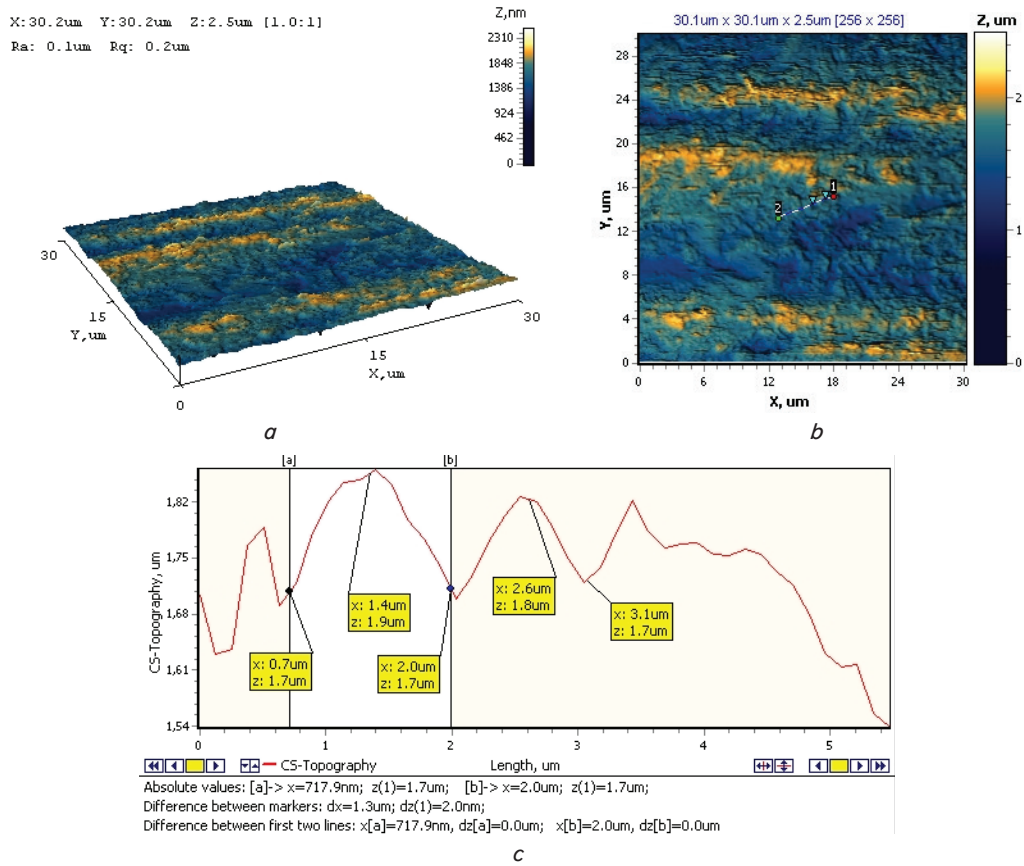 X:30.2um Y:30.2um Z:2.5um [1.0:1]
Ra: 0.1um Rq: 0.2um
Z,nm
2310
1848
1386
924
462
0
30
15
Y,um
0
15
X,um
30
a
30.1um x 30.1um x 2.5um [256 x 256]
Z, um
28
24
20
16
12
8
4
0
Y, um
1
2
0
6
12
18
24
30
X, um
2
1
0
b
[a]
[b]
1,82
1,75
1,68
1,61
1,54
CS-Topography, um
x: 1.4um
z: 1.9um
x: 2.6um
z: 1.8um
x: 3.1um
z: 1.7um
x: 0.7um
z: 1.7um
x: 2.0um
z: 1.7um
0
1
2
3
4
5
CS-Topography
Length, um
Absolute values: [a]-> x=717.9nm; z(1)=1.7um; [b]-> x=2.0um; z(1)=1.7um;
Difference between markers: dx=1.3um; dz(1)=2.0nm;
Difference between first two lines: x[a]=717.9nm, dz[a]=0.0um; x[b]=2.0um, dz[b]=0.0um
c